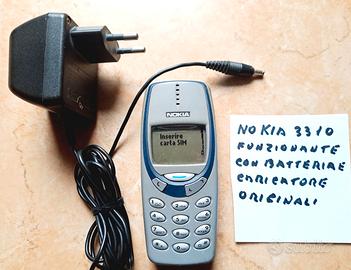 NOKIA
Inserire
carta SIM
NOKIA 3310
FUNZIONANTE
CON BATTERIA E
CARICATORE
ORIGINALI